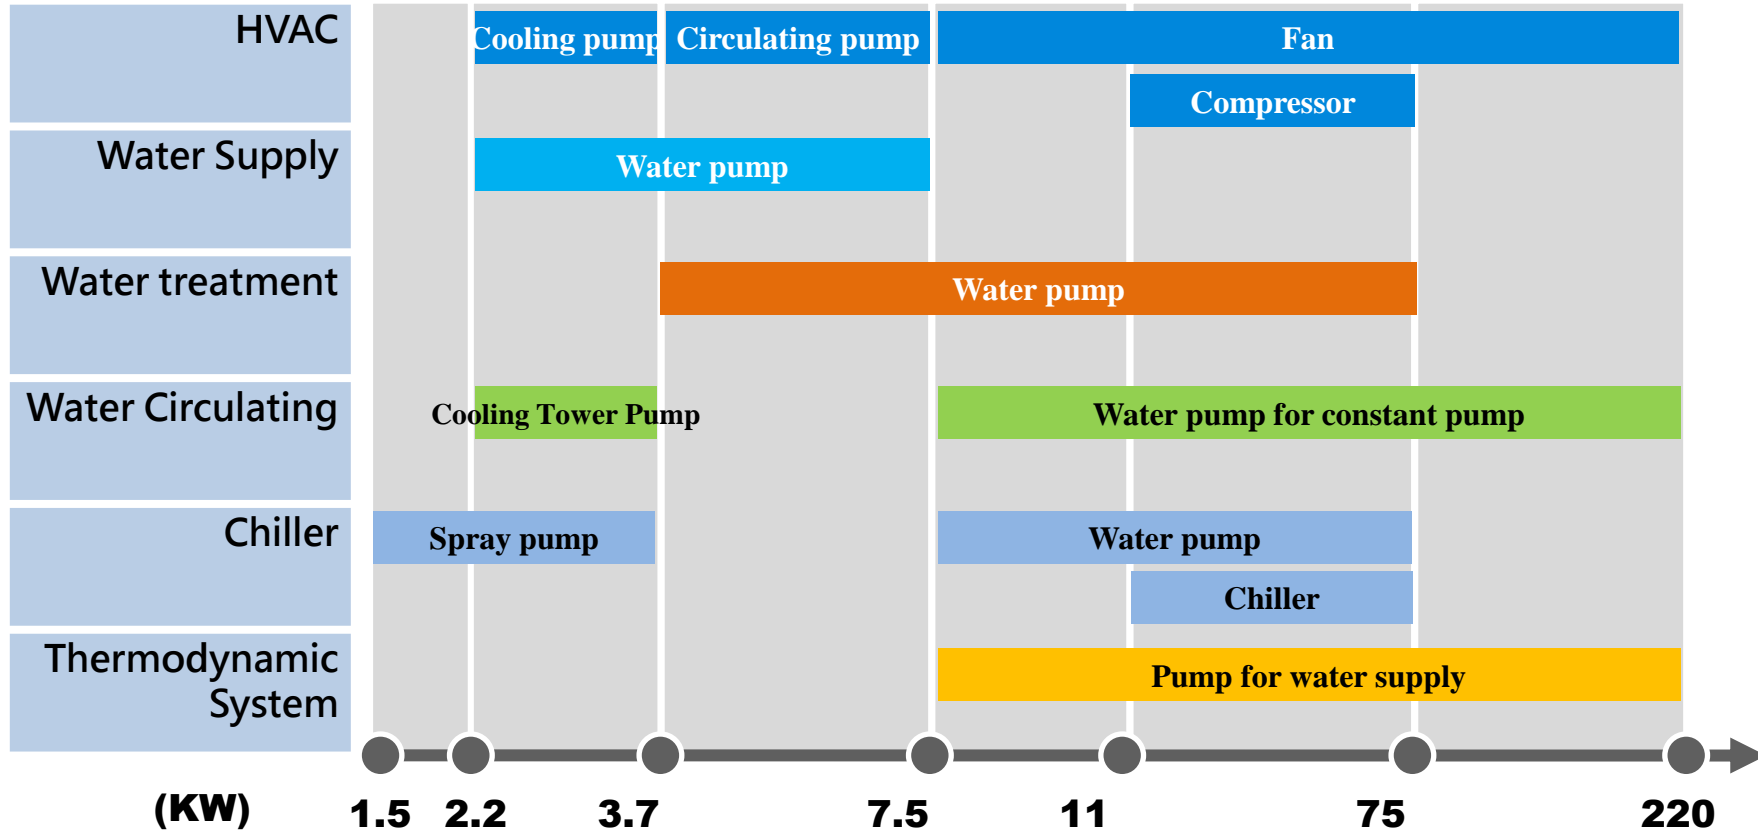 HVAC
Cooling pump
Circulating pump
Fan
Compressor
Water Supply
Water pump
Water treatment
Water pump
Water Circulating
Cooling Tower Pump
Water pump for constant pump
Chiller
Spray pump
Water pump
Chiller
Thermodynamic
System
Pump for water supply
(KW)
1.5
2.2
3.7
7.5
11
75
220